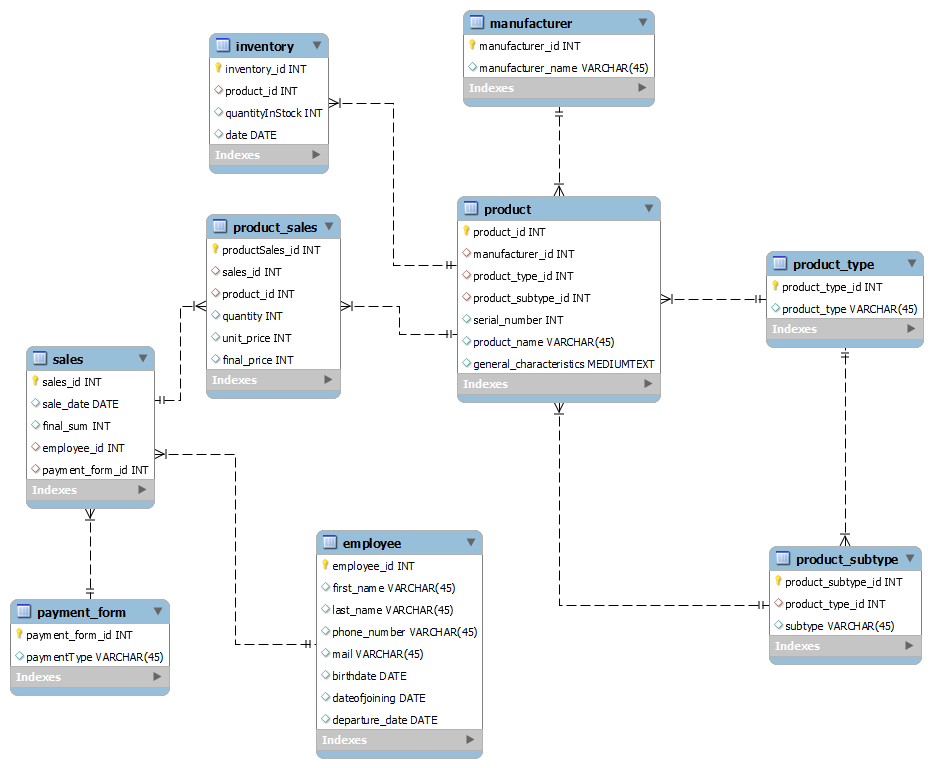 manufacturer
manufacturer_id INT
manufacturer_name VARCHAR(45)
Indexes
inventory
inventory_id INT
product_id INT
quantityInStock INT
date DATE
Indexes
product
product_id INT
manufacturer_id INT
product_type_id INT
product_subtype_id INT
serial_number INT
product_name VARCHAR(45)
general_characteristics MEDIUMTEXT
Indexes
product_sales
productSales_id INT
sales_id INT
product_id INT
quantity INT
unit_price INT
final_price INT
Indexes
product_type
product_type_id INT
product_type VARCHAR(45)
Indexes
sales
sales_id INT
sale_date DATE
final_sum INT
employee_id INT
payment_form_id INT
Indexes
employee
employee_id INT
first_name VARCHAR(45)
last_name VARCHAR(45)
phone_number VARCHAR(45)
mail VARCHAR(45)
birthdate DATE
dateofjoining DATE
departure_date DATE
Indexes
product_subtype
product_subtype_id INT
product_type_id INT
subtype VARCHAR(45)
Indexes
payment_form
payment_form_id INT
paymentType VARCHAR(45)
Indexes